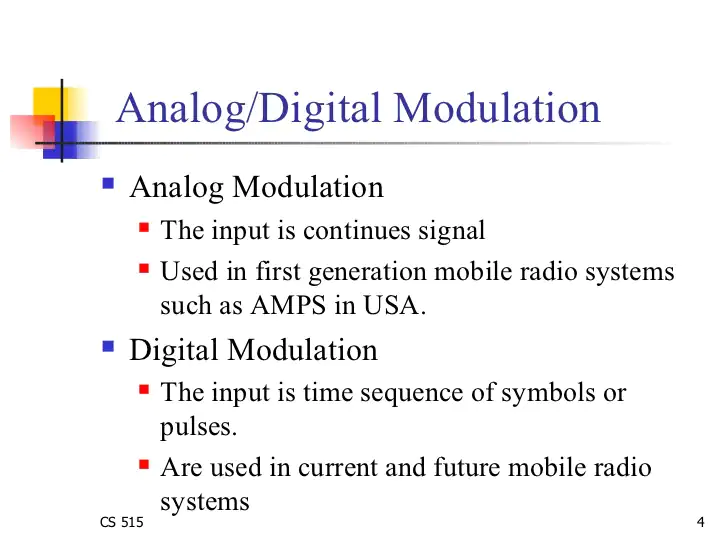 Analog/Digital Modulation
Analog Modulation
The input is continues signal
Used in first generation mobile radio systems
such as AMPS in USA.
Digital Modulation
The input is time sequence of symbols or
pulses.
Are used in current and future mobile radio
systems
CS 515
4